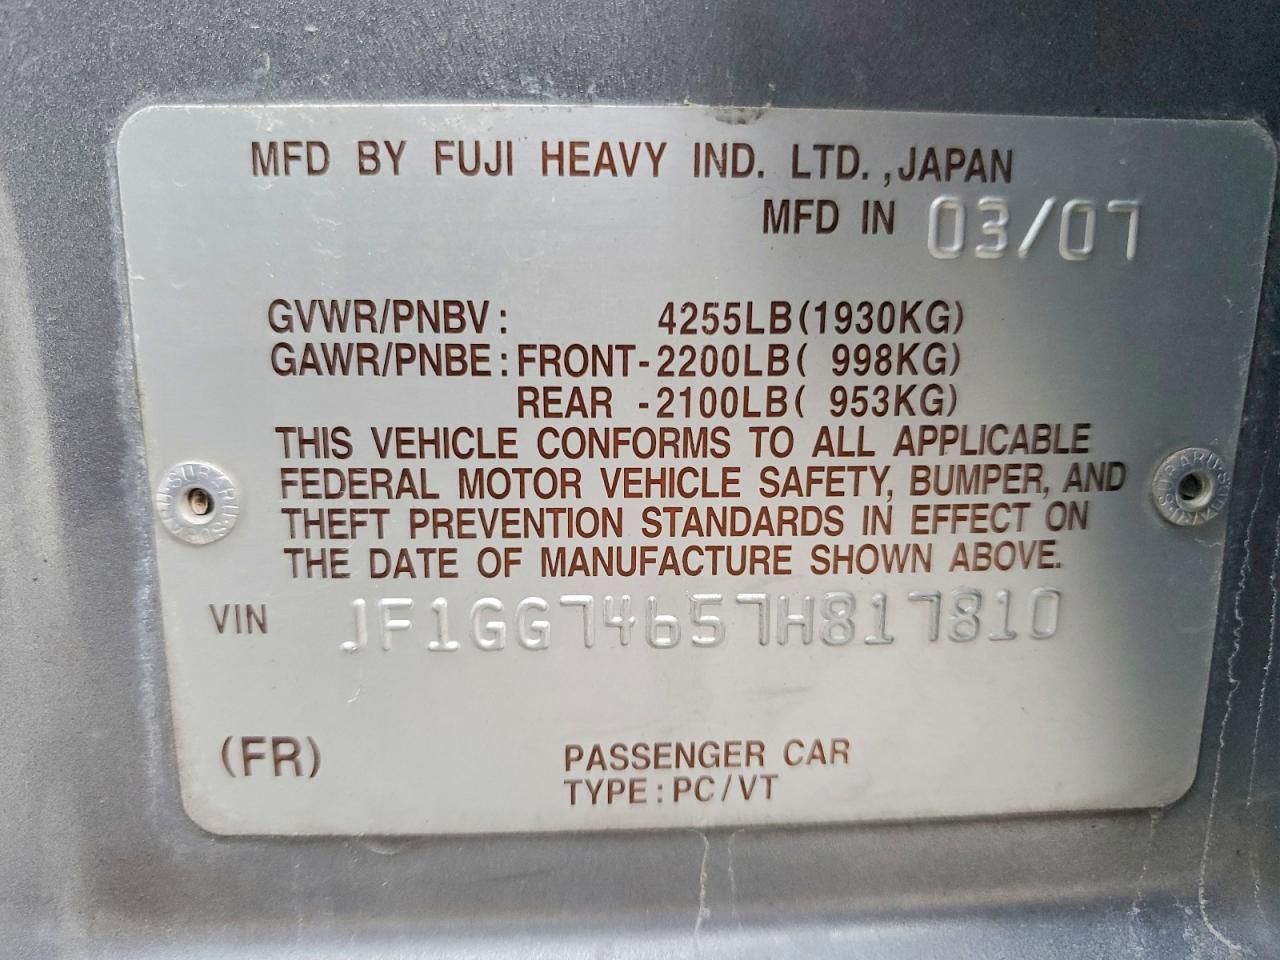 MFD BY FUJI HEAVY IND. LTD. ,JAPAN
MFD IN 03/07
GVWR/PNBV: 4255LB(1930KG)
GAWR/PNBE: FRONT-2200LB( 998KG)
REAR -2100LB( 953KG)
THIS VEHICLE CONFORMS TO ALL APPLICABLE
FEDERAL MOTOR VEHICLE SAFETY, BUMPER, AND
THEFT PREVENTION STANDARDS IN EFFECT ON
THE DATE OF MANUFACTURE SHOWN ABOVE.
VIN JF1GG74657H817810
(FR)
PASSENGER CAR
TYPE:PC/VT